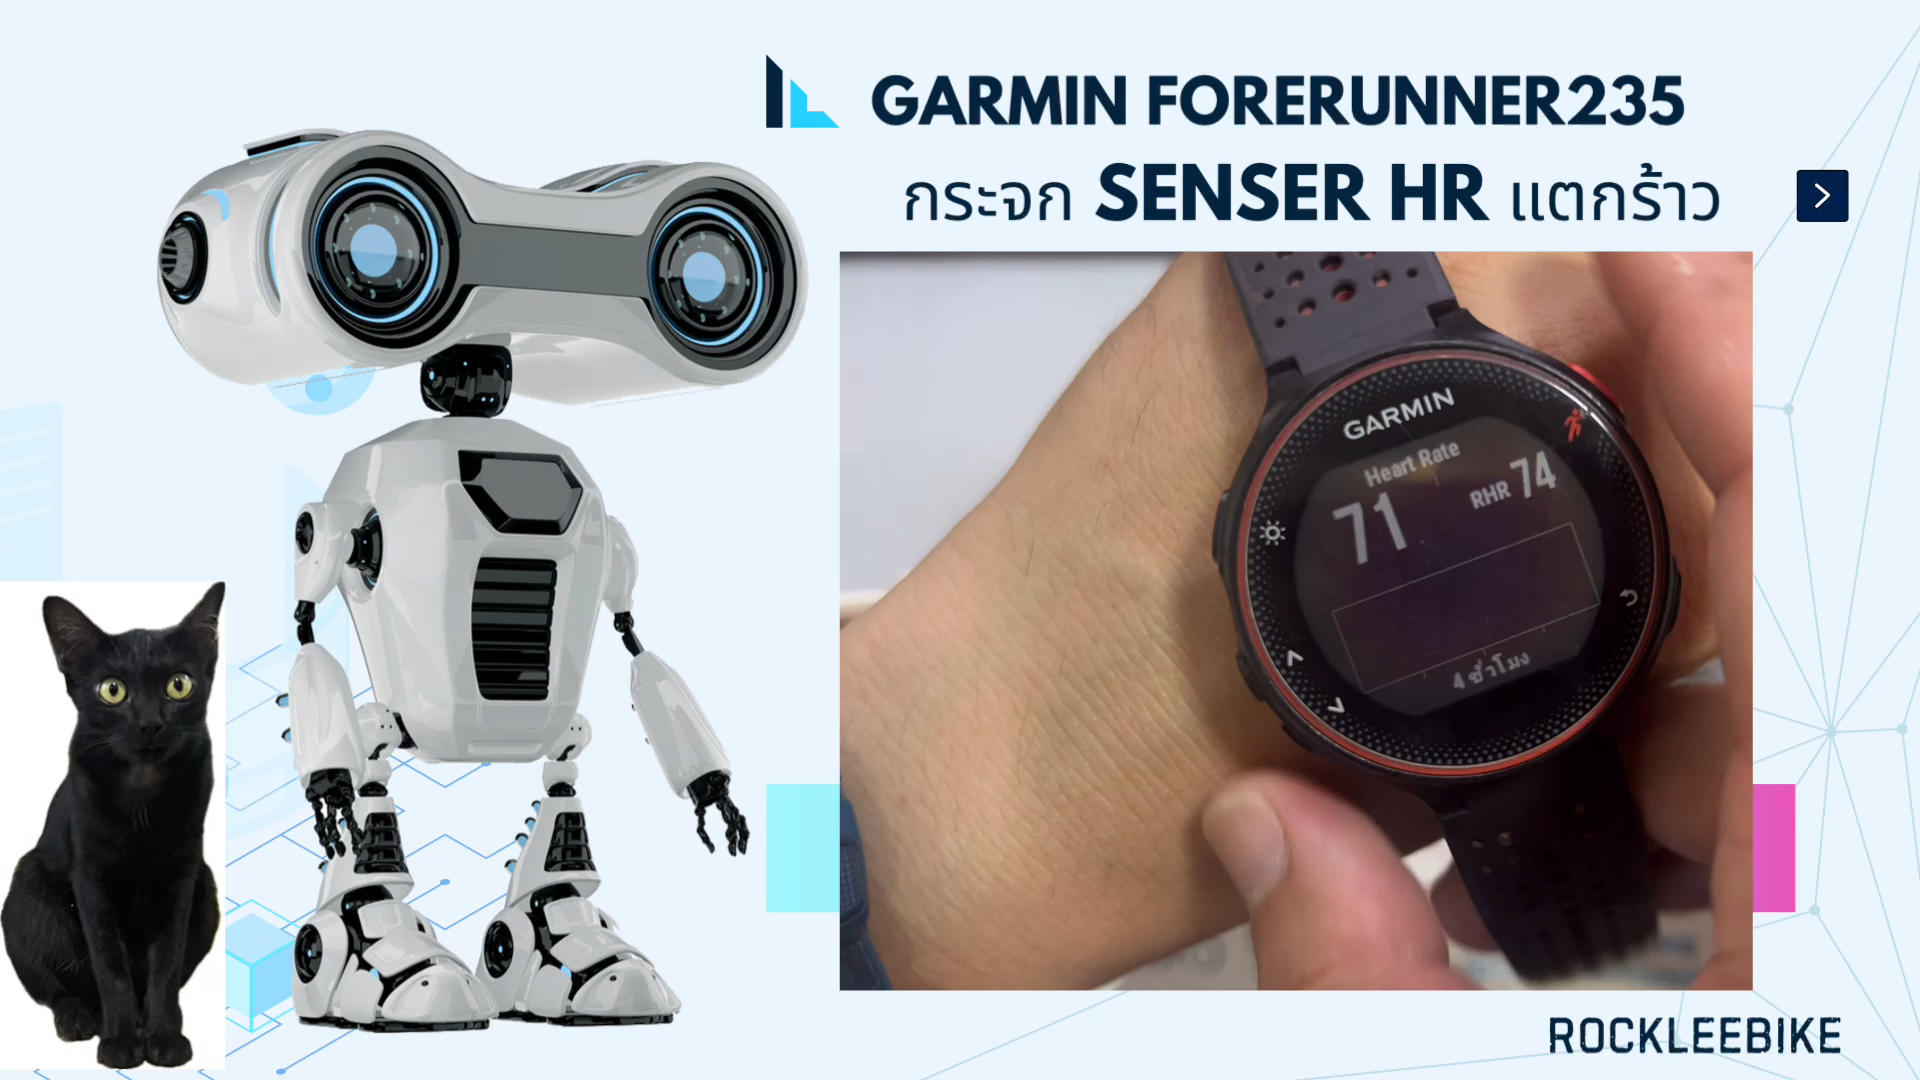 GARMIN FORERUNNER235
กระจก SENSER HR แตกร้าว
GARMIN
Heart Rate
71 RHR 74
4 ชั่วโมง
ROCKLEEBIKE